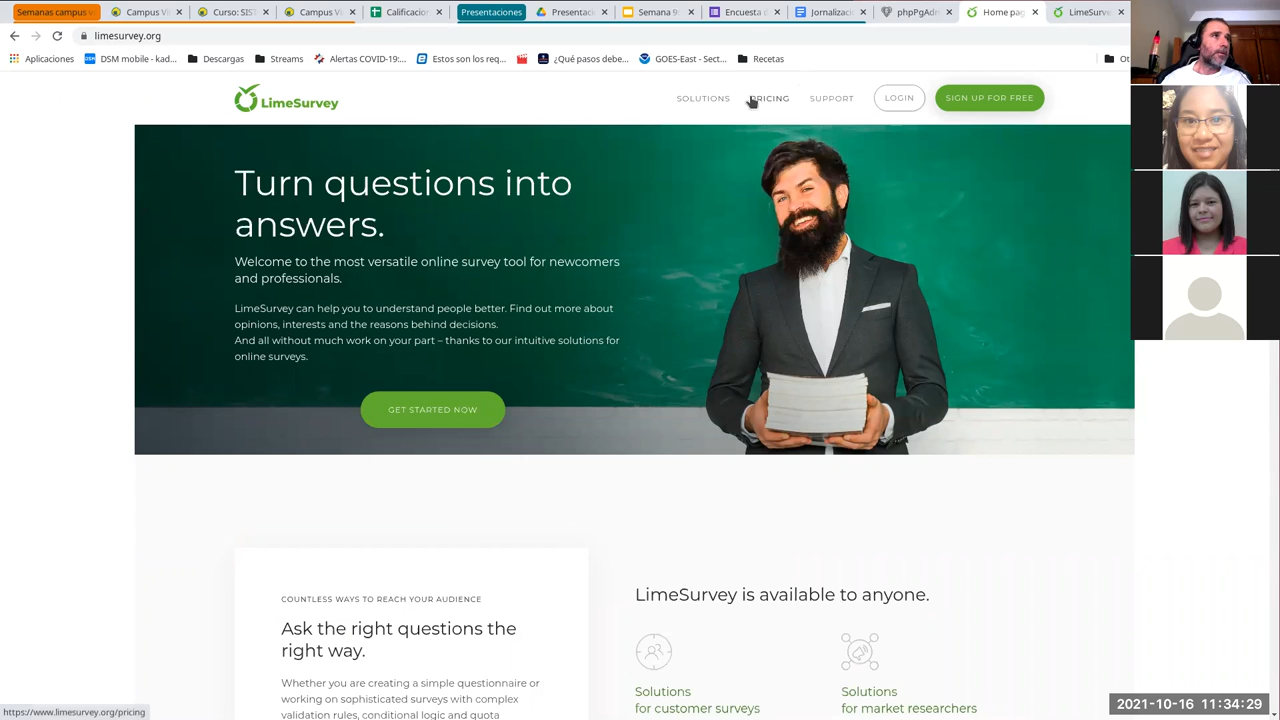 Semanas campus v
Campus Vi
Curso: SIS
Campus Vi
Calificacio
Presentaciones
Presentac
Semana 9
Encuesta
Jornalizac
phpPgAdm
Home pag
LimeSurve
limesurvey.org
Aplicaciones
DSM mobile - kad...
Descargas
Streams
Alertas COVID-19:...
Estos son los req...
¿Qué pasos debe...
GOES-East - Sect...
Recetas
Ot
LimeSurvey
SOLUTIONS
PRICING
SUPPORT
LOGIN
SIGN UP FOR FREE
Turn questions into
answers.
Welcome to the most versatile online survey tool for newcomers
and professionals.
LimeSurvey can help you to understand people better. Find out more about
opinions, interests and the reasons behind decisions.
And all without much work on your part – thanks to our intuitive solutions for
online surveys.
GET STARTED NOW
COUNTLESS WAYS TO REACH YOUR AUDIENCE
Ask the right questions the
right way.
Whether you are creating a simple questionnaire or
working on sophisticated surveys with complex
validation rules, conditional logic and quota
LimeSurvey is available to anyone.
Solutions
for customer surveys
Solutions
for market researchers
https://www.limesurvey.org/pricing
2021-10-16 11:34:29